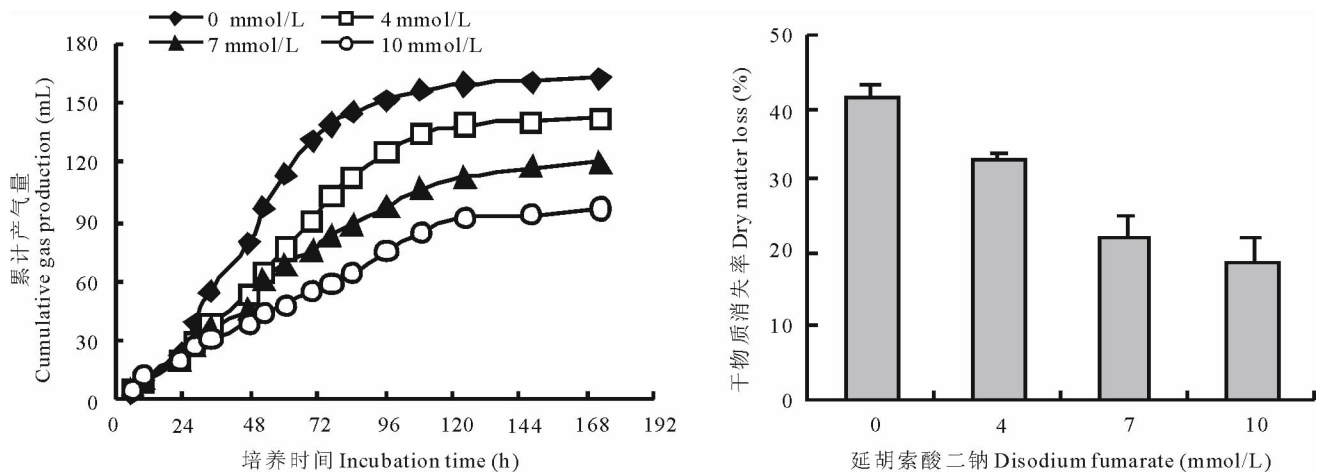 0 mmol/L
4 mmol/L
7 mmol/L
10 mmol/L
累计产气量
Cumulative gas production (mL)
180
150
120
90
60
30
0
0 24 48 72 96 120 144 168 192
培养时间 Incubation time (h)
干物质消失率 Dry matter loss (%)
50
40
30
20
10
0
0 4 7 10
延胡索酸二钠 Disodium fumarate (mmol/L)